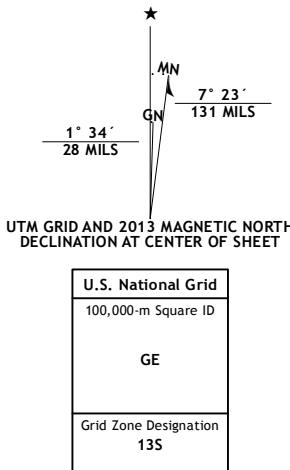 ★
MN
GN
7° 23´
131 MILS
1° 34´
28 MILS
UTM GRID AND 2013 MAGNETIC NORTH
DECLINATION AT CENTER OF SHEET
U.S. National Grid
100,000-m Square ID
GE
Grid Zone Designation
13S